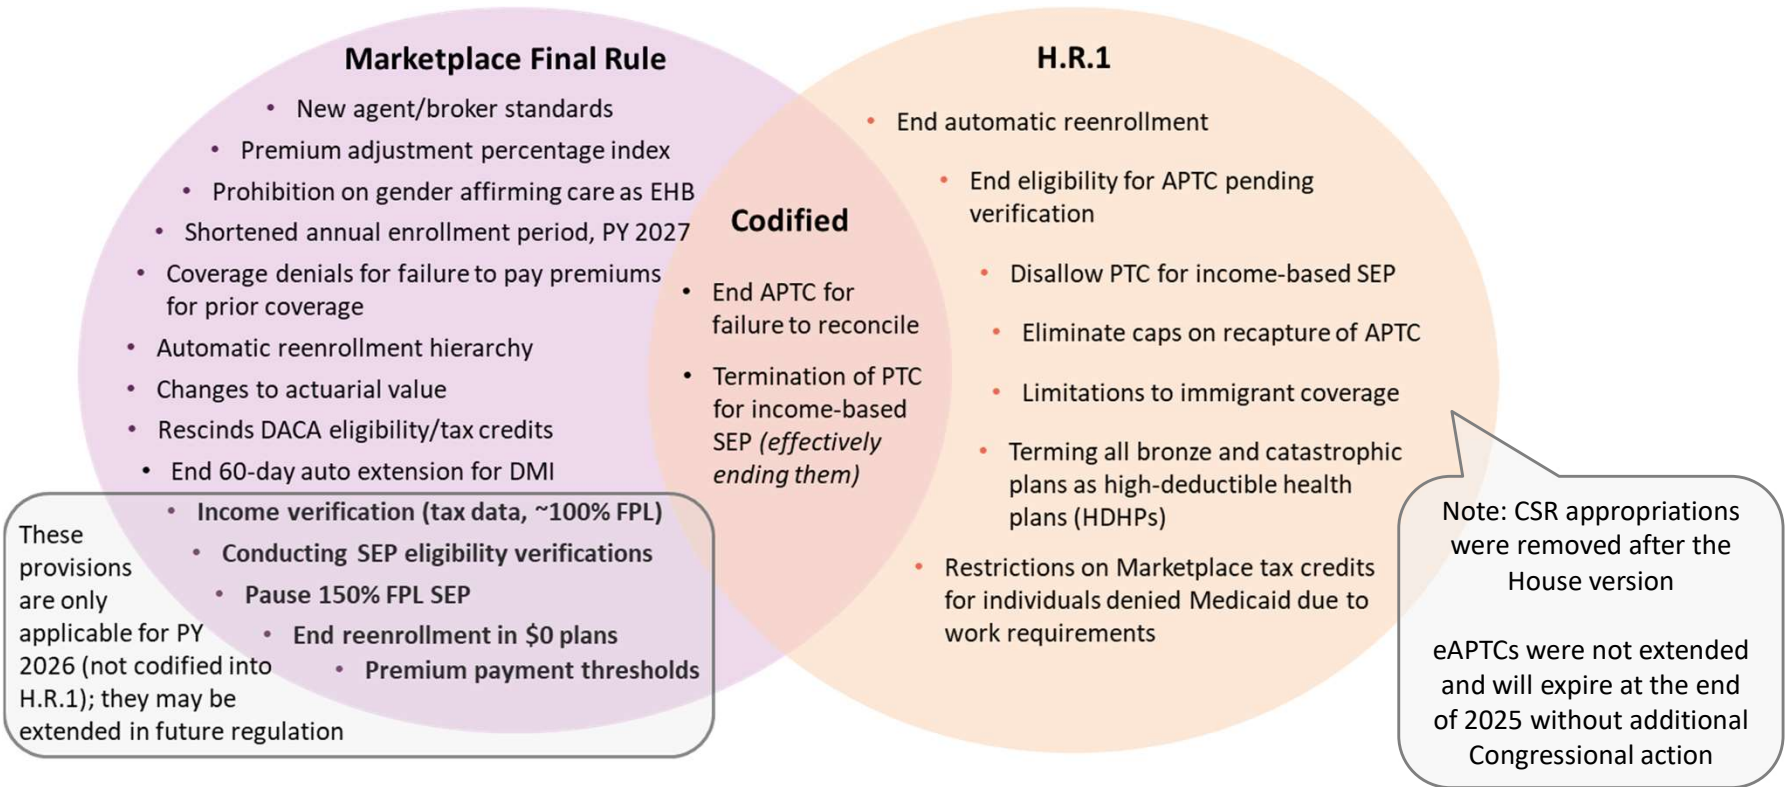 Marketplace Final Rule
• New agent/broker standards
• Premium adjustment percentage index
• Prohibition on gender affirming care as EHB
• Shortened annual enrollment period, PY 2027
• Coverage denials for failure to pay premiums
for prior coverage
• Automatic reenrollment hierarchy
• Changes to actuarial value
• Rescinds DACA eligibility/tax credits
• End 60-day auto extension for DMI
• Income verification (tax data, ~100% FPL)
• Conducting SEP eligibility verifications
• Pause 150% FPL SEP
• End reenrollment in $0 plans
• Premium payment thresholds
These
provisions
are only
applicable for PY
2026 (not codified into
H.R.1); they may be
extended in future regulation
Codified
• End APTC for
failure to reconcile
• Termination of PTC
for income-based
SEP (effectively
ending them)
H.R.1
• End automatic reenrollment
• End eligibility for APTC pending
verification
• Disallow PTC for income-based SEP
• Eliminate caps on recapture of APTC
• Limitations to immigrant coverage
• Terming all bronze and catastrophic
plans as high-deductible health
plans (HDHPs)
• Restrictions on Marketplace tax credits
for individuals denied Medicaid due to
work requirements
Note: CSR appropriations
were removed after the
House version
eAPTCs were not extended
and will expire at the end
of 2025 without additional
Congressional action